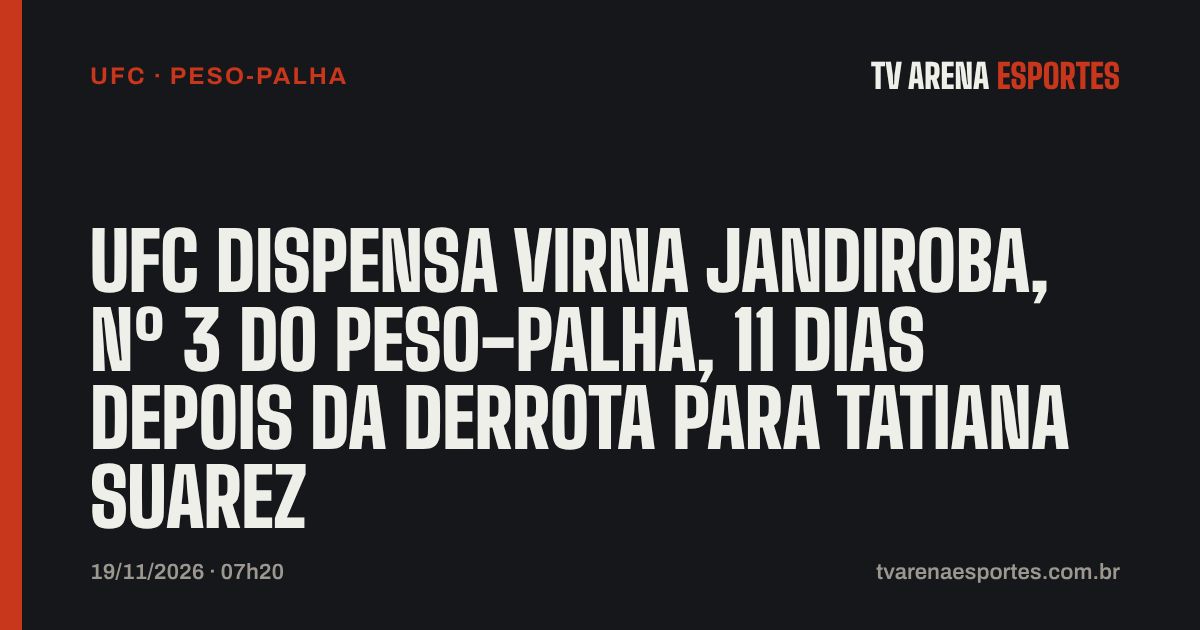 UFC · PESO-PALHA
TV ARENA ESPORTES
UFC DISPENSA VIRNA JANDIROBA,
Nº 3 DO PESO-PALHA, 11 DIAS
DEPOIS DA DERROTA PARA TATIANA
SUAREZ
19/11/2026 · 07h20
tvarenaesportes.com.br